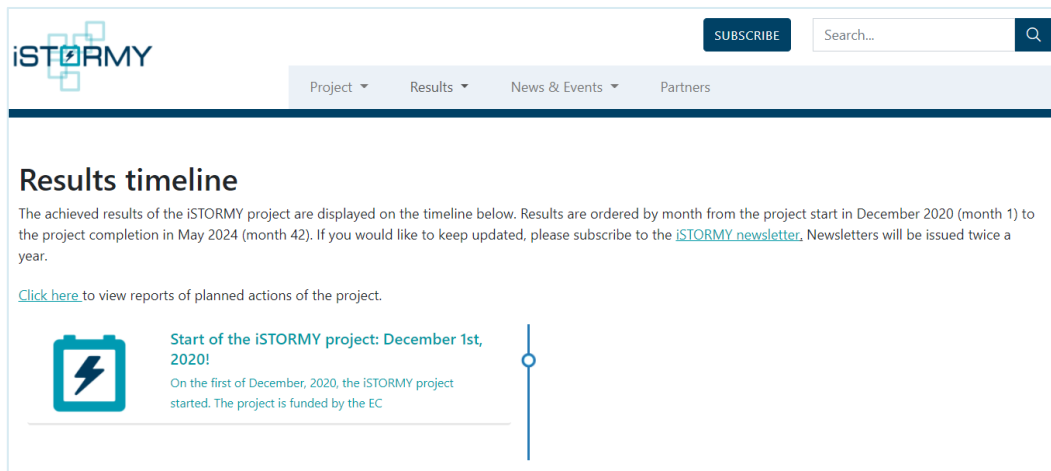 iSTORMY
SUBSCRIBE
Search...
Project
Results
News & Events
Partners
Results timeline
The achieved results of the iSTORMY project are displayed on the timeline below. Results are ordered by month from the project start in December 2020 (month 1) to
the project completion in May 2024 (month 42). If you would like to keep updated, please subscribe to the iSTORMY newsletter. Newsletters will be issued twice a
year.
Click here to view reports of planned actions of the project.
Start of the iSTORMY project: December 1st,
2020!
On the first of December, 2020, the iSTORMY project
started. The project is funded by the EC